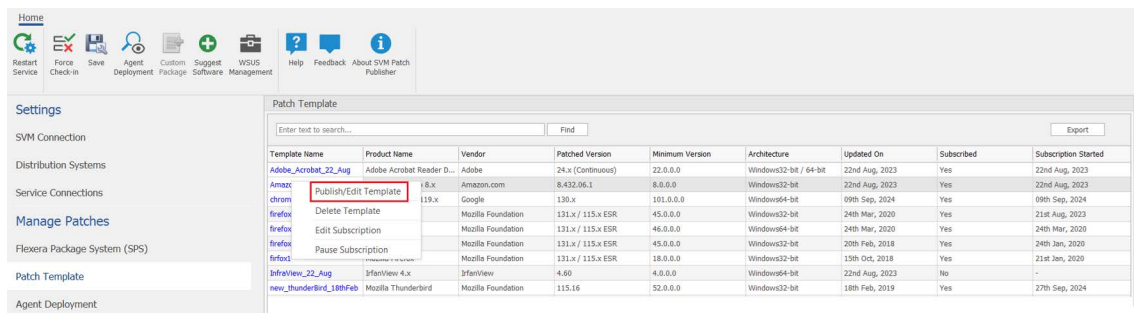 Home
Restart Service
Force Check-in
Save
Agent Deployment
Custom Package
Suggest Software
WSUS Management
Help
Feedback
About SVM Patch Publisher
Settings
SVM Connection
Distribution Systems
Service Connections
Manage Patches
Flexera Package System (SPS)
Patch Template
Agent Deployment
Patch Template
Enter text to search... Find Export
Template Name Product Name Vendor Patched Version Minimum Version Architecture Updated On Subscribed Subscription Started
Adobe_Acrobat_22_Aug Adobe Acrobat Reader D... Adobe 24.x (Continuous) 22.0.0.0 Windows32-bit / 64-bit 22nd Aug, 2023 Yes 22nd Aug, 2023
Amazo 8.x Amazon.com 8.432.06.1 8.0.0.0 Windows32-bit 22nd Aug, 2023 Yes 22nd Aug, 2023
chrom 119.x Google 130.x 101.0.0.0 Windows64-bit 09th Sep, 2024 Yes 09th Sep, 2024
firefox Mozilla Foundation 131.x / 115.x ESR 45.0.0.0 Windows32-bit 24th Mar, 2020 Yes 21st Aug, 2023
firefox Mozilla Foundation 131.x / 115.x ESR 46.0.0.0 Windows64-bit 24th Mar, 2020 Yes 24th Mar, 2020
firefox Mozilla Foundation 131.x / 115.x ESR 45.0.0.0 Windows32-bit 20th Feb, 2018 Yes 24th Jan, 2020
firfox1 Mozilla Firefox Mozilla Foundation 131.x / 115.x ESR 18.0.0.0 Windows32-bit 15th Oct, 2018 Yes 21st Jan, 2020
InfraView_22_Aug IrfanView 4.x IrfanView 4.60 4.0.0.0 Windows64-bit 22nd Aug, 2023 No -
new_thunderBird_18thFeb Mozilla Thunderbird Mozilla Foundation 115.16 52.0.0.0 Windows32-bit 18th Feb, 2019 Yes 27th Sep, 2024
Publish/Edit Template
Delete Template
Edit Subscription
Pause Subscription